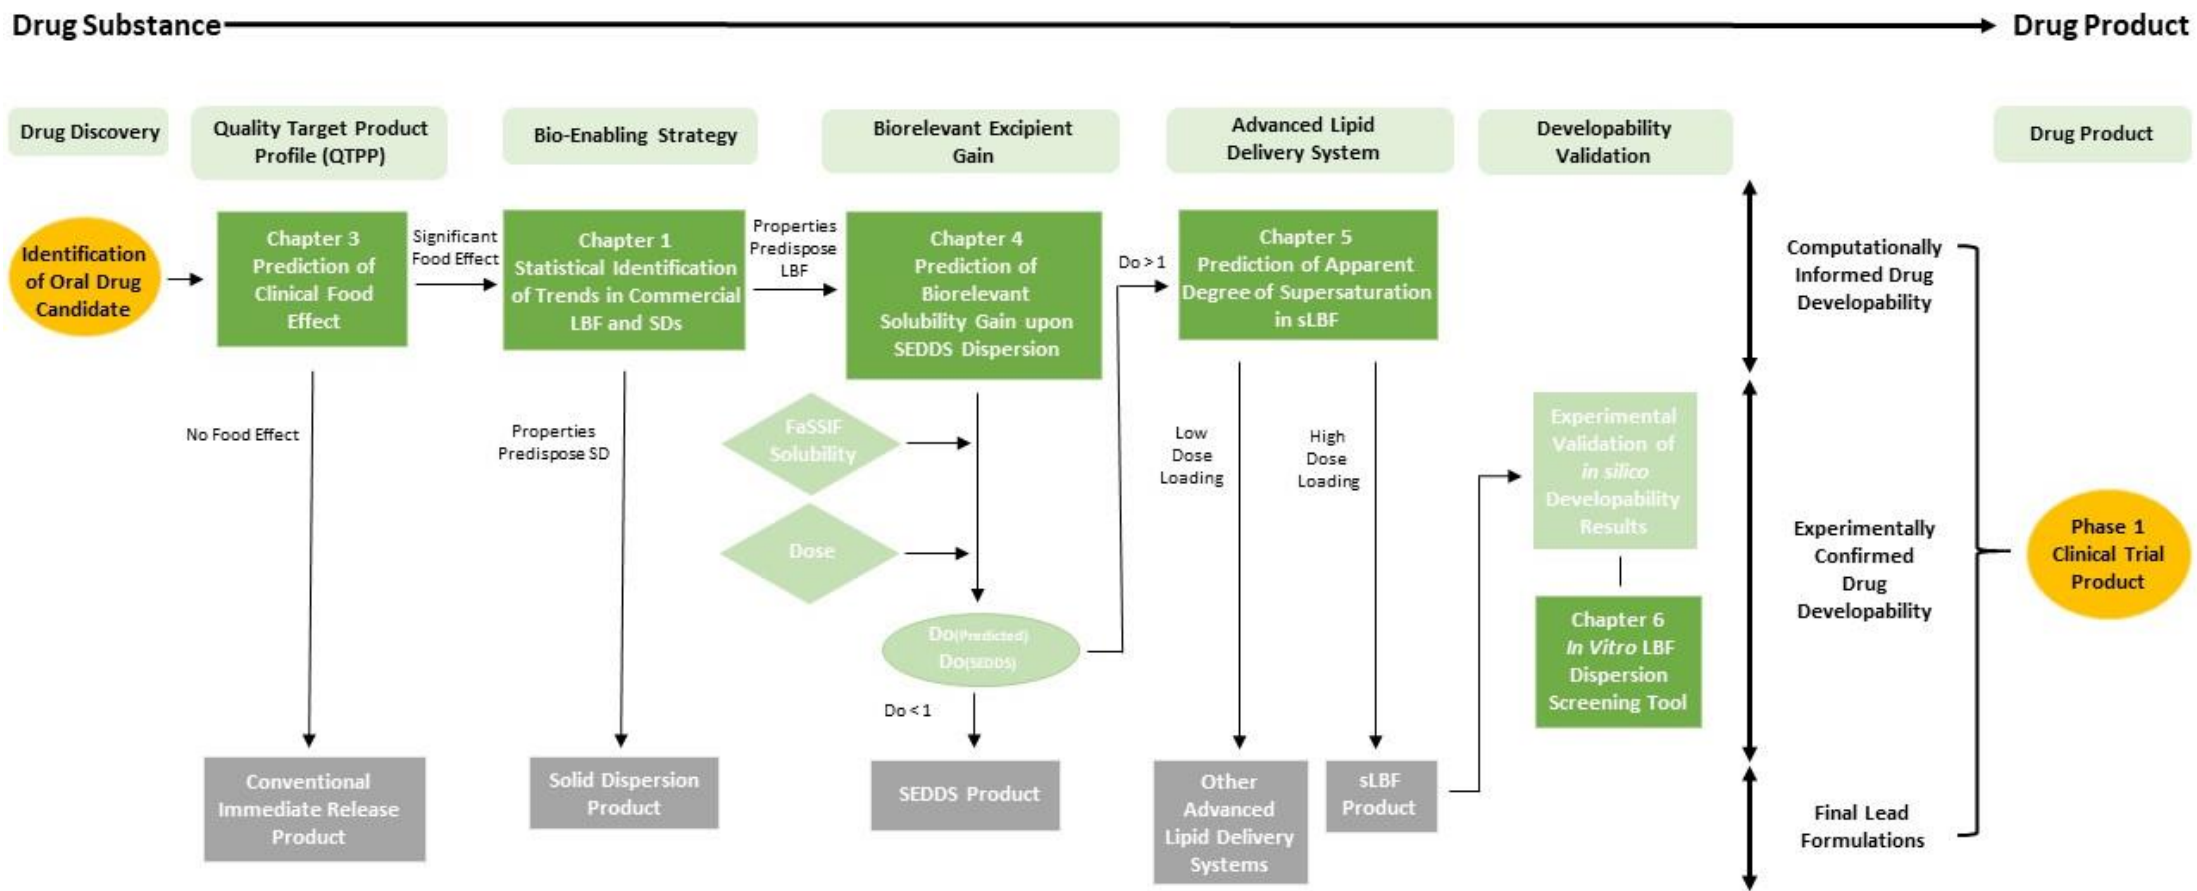 Drug Substance
Drug Product
Drug Discovery
Quality Target Product
Profile (QTPP)
Bio-Enabling Strategy
Biorelevant Excipient
Gain
Advanced Lipid
Delivery System
Developability
Validation
Drug Product
Identification
of Oral Drug
Candidate
Chapter 3
Prediction of
Clinical Food
Effect
Significant
Food Effect
Chapter 1
Statistical Identification
of Trends in Commercial
LBF and SDs
Properties
Predispose
LBF
Chapter 4
Prediction of
Biorelevant
Solubility Gain upon
SEDDS Dispersion
Do > 1
Chapter 5
Prediction of Apparent
Degree of Supersaturation
in sLBF
Computationally
Informed Drug
Developability
No Food Effect
Properties
Predispose SD
FaSSIF
Solubility
Dose
Do(Predicted)
Do(SEDDS)
Do < 1
Low
Dose
Loading
High
Dose
Loading
Experimental
Validation of
in silico
Developability
Results
Chapter 6
In Vitro LBF
Dispersion
Screening Tool
Experimentally
Confirmed
Drug
Developability
Phase 1
Clinical Trial
Product
Conventional
Immediate Release
Product
Solid Dispersion
Product
SEDDS Product
Other
Advanced
Lipid Delivery
Systems
sLBF
Product
Final Lead
Formulations